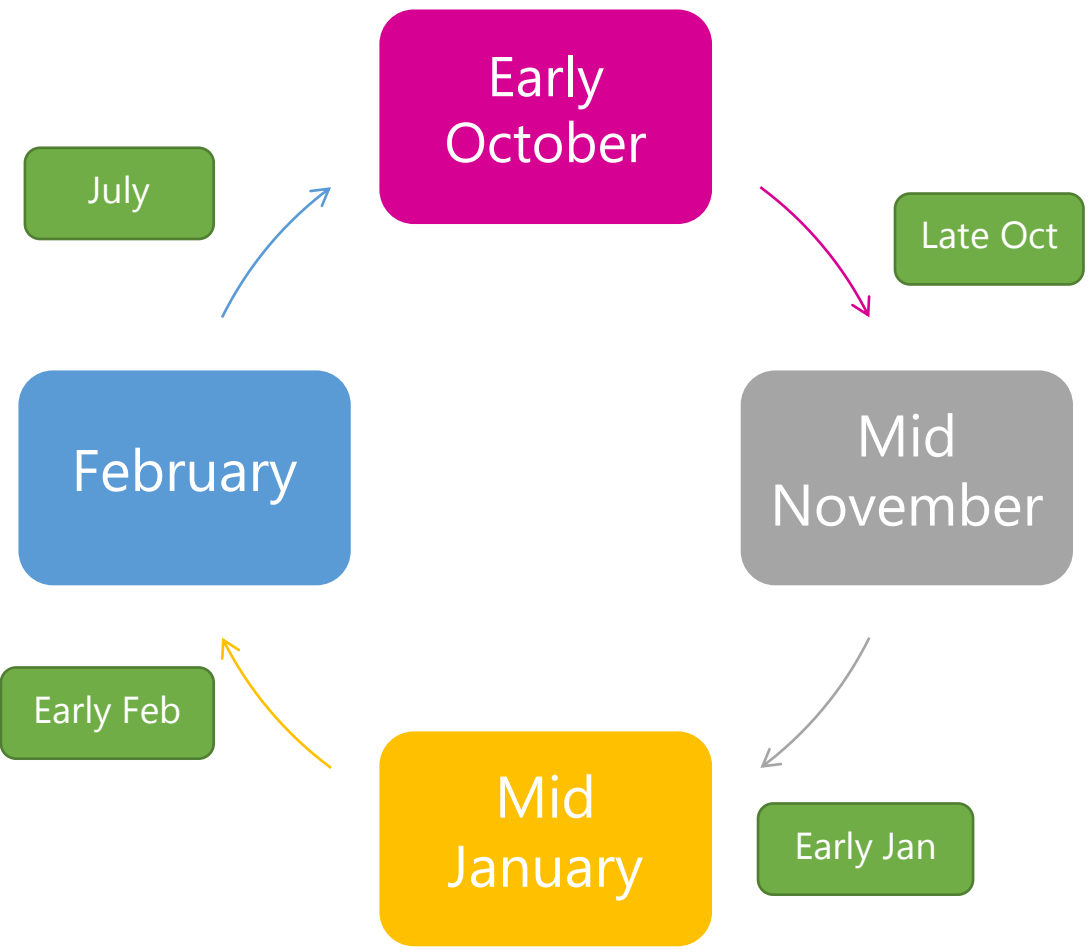 Early
October
July
Late Oct
Mid
November
February
Early Feb
Mid
January
Early Jan